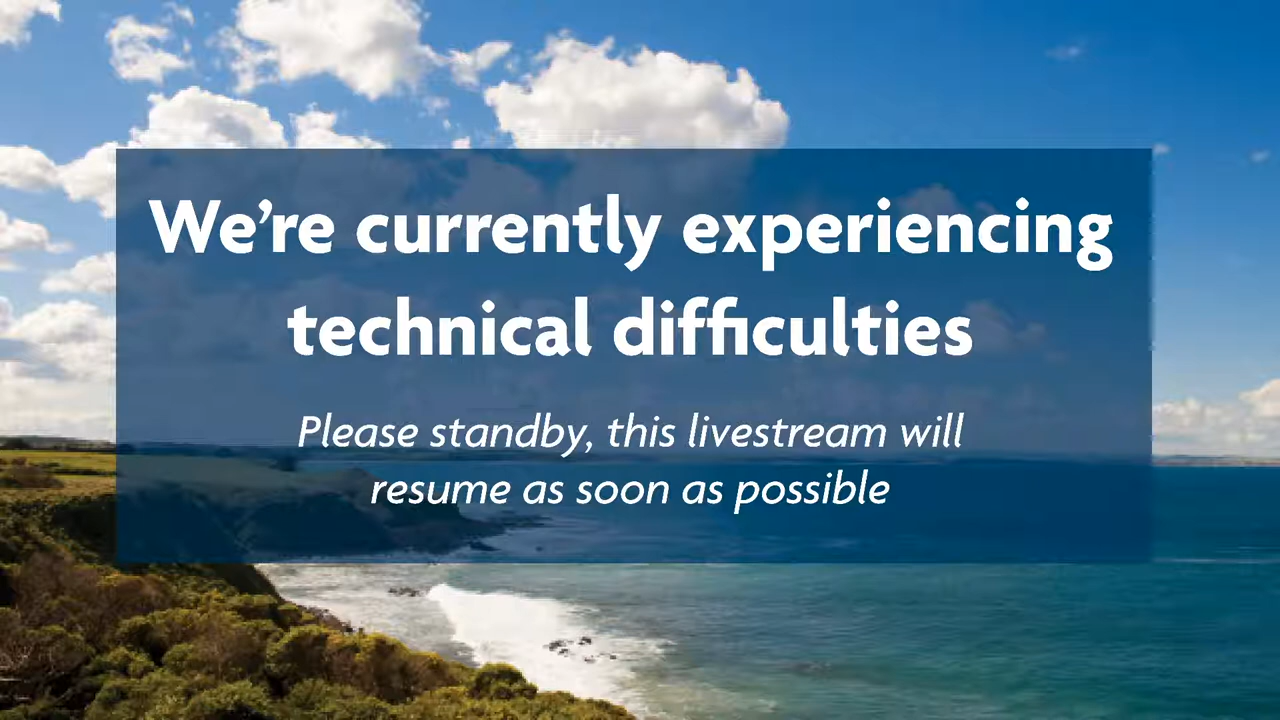 We’re currently experiencing
technical difficulties
Please standby, this livestream will
resume as soon as possible